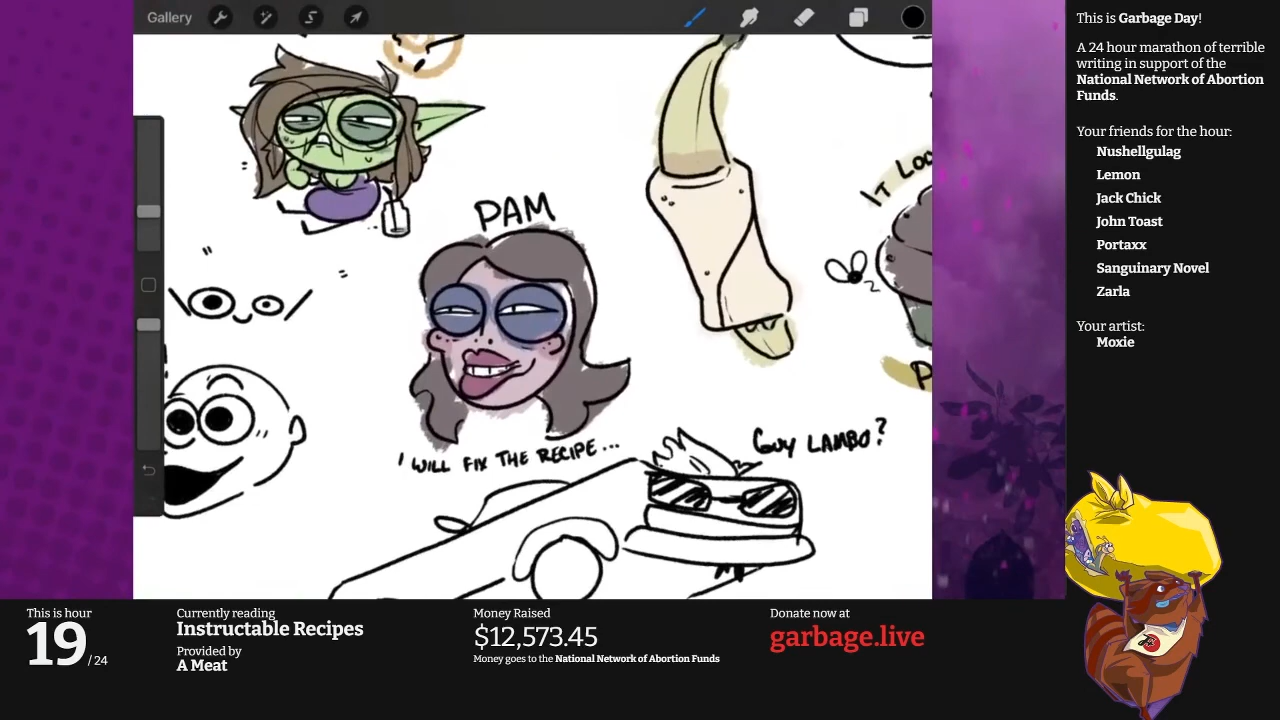 Gallery
PAM
IT LOO
I WILL FIX THE RECIPE...
GUY LAMBO?
This is Garbage Day!
A 24 hour marathon of terrible
writing in support of the
National Network of Abortion
Funds.
Your friends for the hour:
Nushellgulag
Lemon
Jack Chick
John Toast
Portaxx
Sanguinary Novel
Zarla
Your artist:
Moxie
This is hour
19 / 24
Currently reading
Instructable Recipes
Provided by
A Meat
Money Raised
$12,573.45
Money goes to the National Network of Abortion Funds
Donate now at
garbage.live